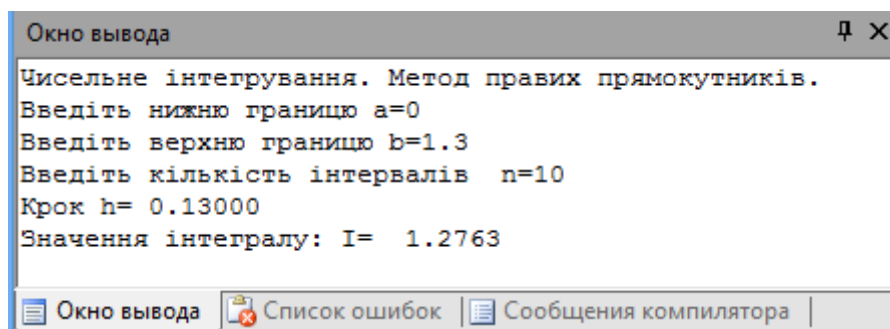 Окно вывода
Чисельне інтегрування. Метод правих прямокутників.
Введіть нижню границю a=0
Введіть верхню границю b=1.3
Введіть кількість інтервалів  n=10
Крок h= 0.13000
Значення інтегралу: I=  1.2763
Окно вывода Список ошибок Сообщения компилятора